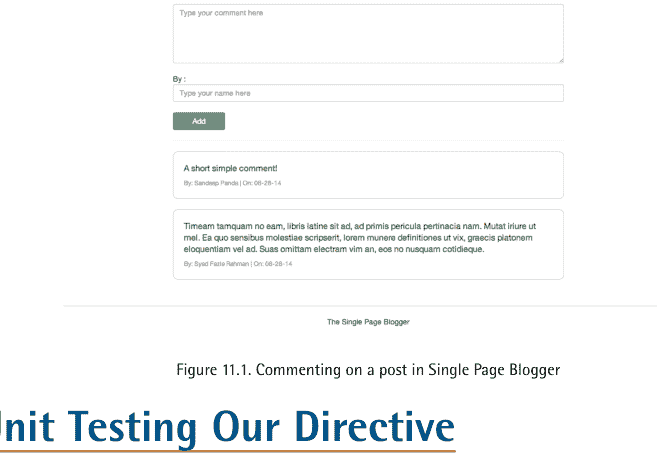 Type your comment here
By :
Type your name here
Add
A short simple comment!
By: Sandeep Panda | On: 06-28-14
Timeam tamquam no eam, libris latine sit ad, ad primis pericula pertinacia nam. Mutat iriure ut
mel. Ea quo sensibus molestiae scripserit, lorem munere definitiones ut vix, graecis platonem
eloquentiam vel ad. Suas omittam electram vim an, eos no nusquam cotidieque.
By: Syed Fazle Rahman | On: 06-28-14
The Single Page Blogger
Figure 11.1. Commenting on a post in Single Page Blogger
Unit Testing Our Directive